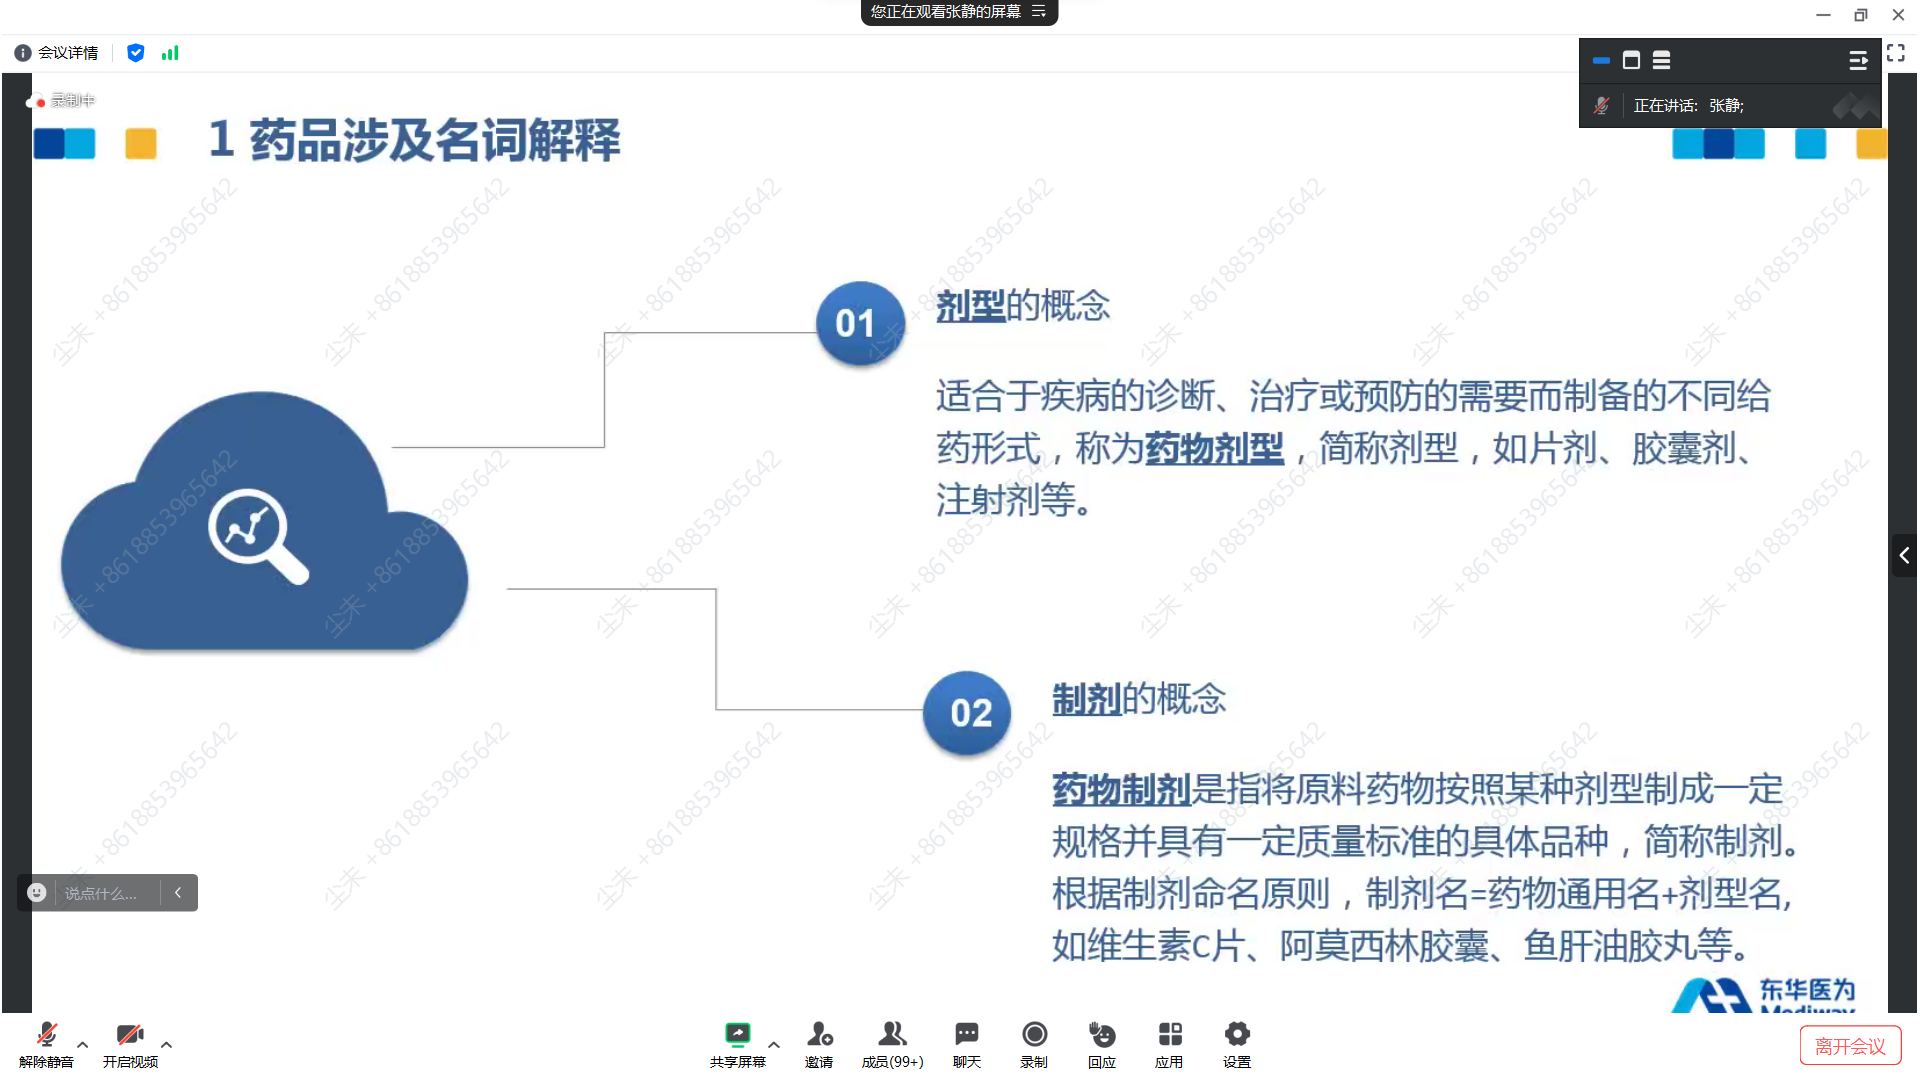 您正在观看张静的屏幕
会议详情
录制中
正在讲话: 张静;
1 药品涉及名词解释
01
剂型的概念
适合于疾病的诊断、治疗或预防的需要而制备的不同给
药形式，称为药物剂型，简称剂型，如片剂、胶囊剂、
注射剂等。
02
制剂的概念
药物制剂是指将原料药物按照某种剂型制成一定
规格并具有一定质量标准的具体品种，简称制剂。
根据制剂命名原则，制剂名=药物通用名+剂型名,
如维生素C片、阿莫西林胶囊、鱼肝油胶丸等。
尘未 +8618853965642
说点什么...
东华医为
Mediway
解除静音
开启视频
共享屏幕
邀请
成员(99+)
聊天
录制
回应
应用
设置
离开会议